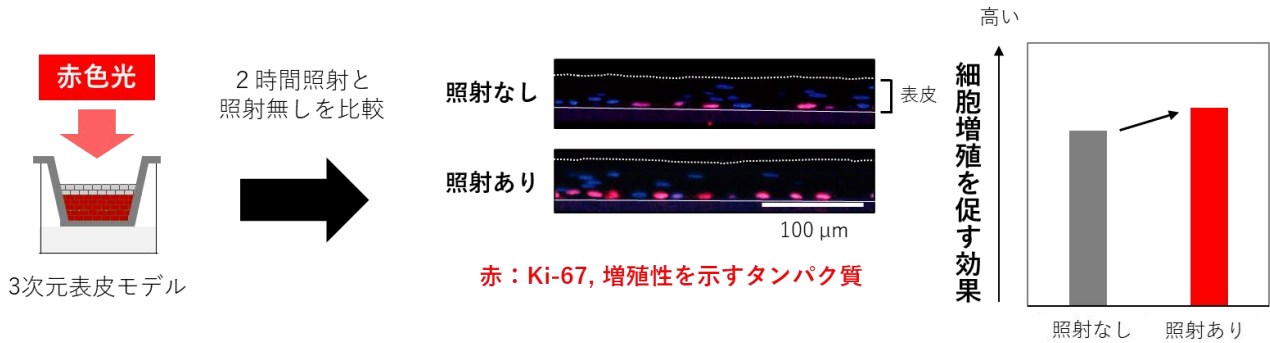 赤色光
3次元表皮モデル
２時間照射と
照射無しを比較
照射なし
表皮
照射あり
100 μm
赤：Ki-67, 増殖性を示すタンパク質
高い
細胞増殖を促す効果
照射なし
照射あり